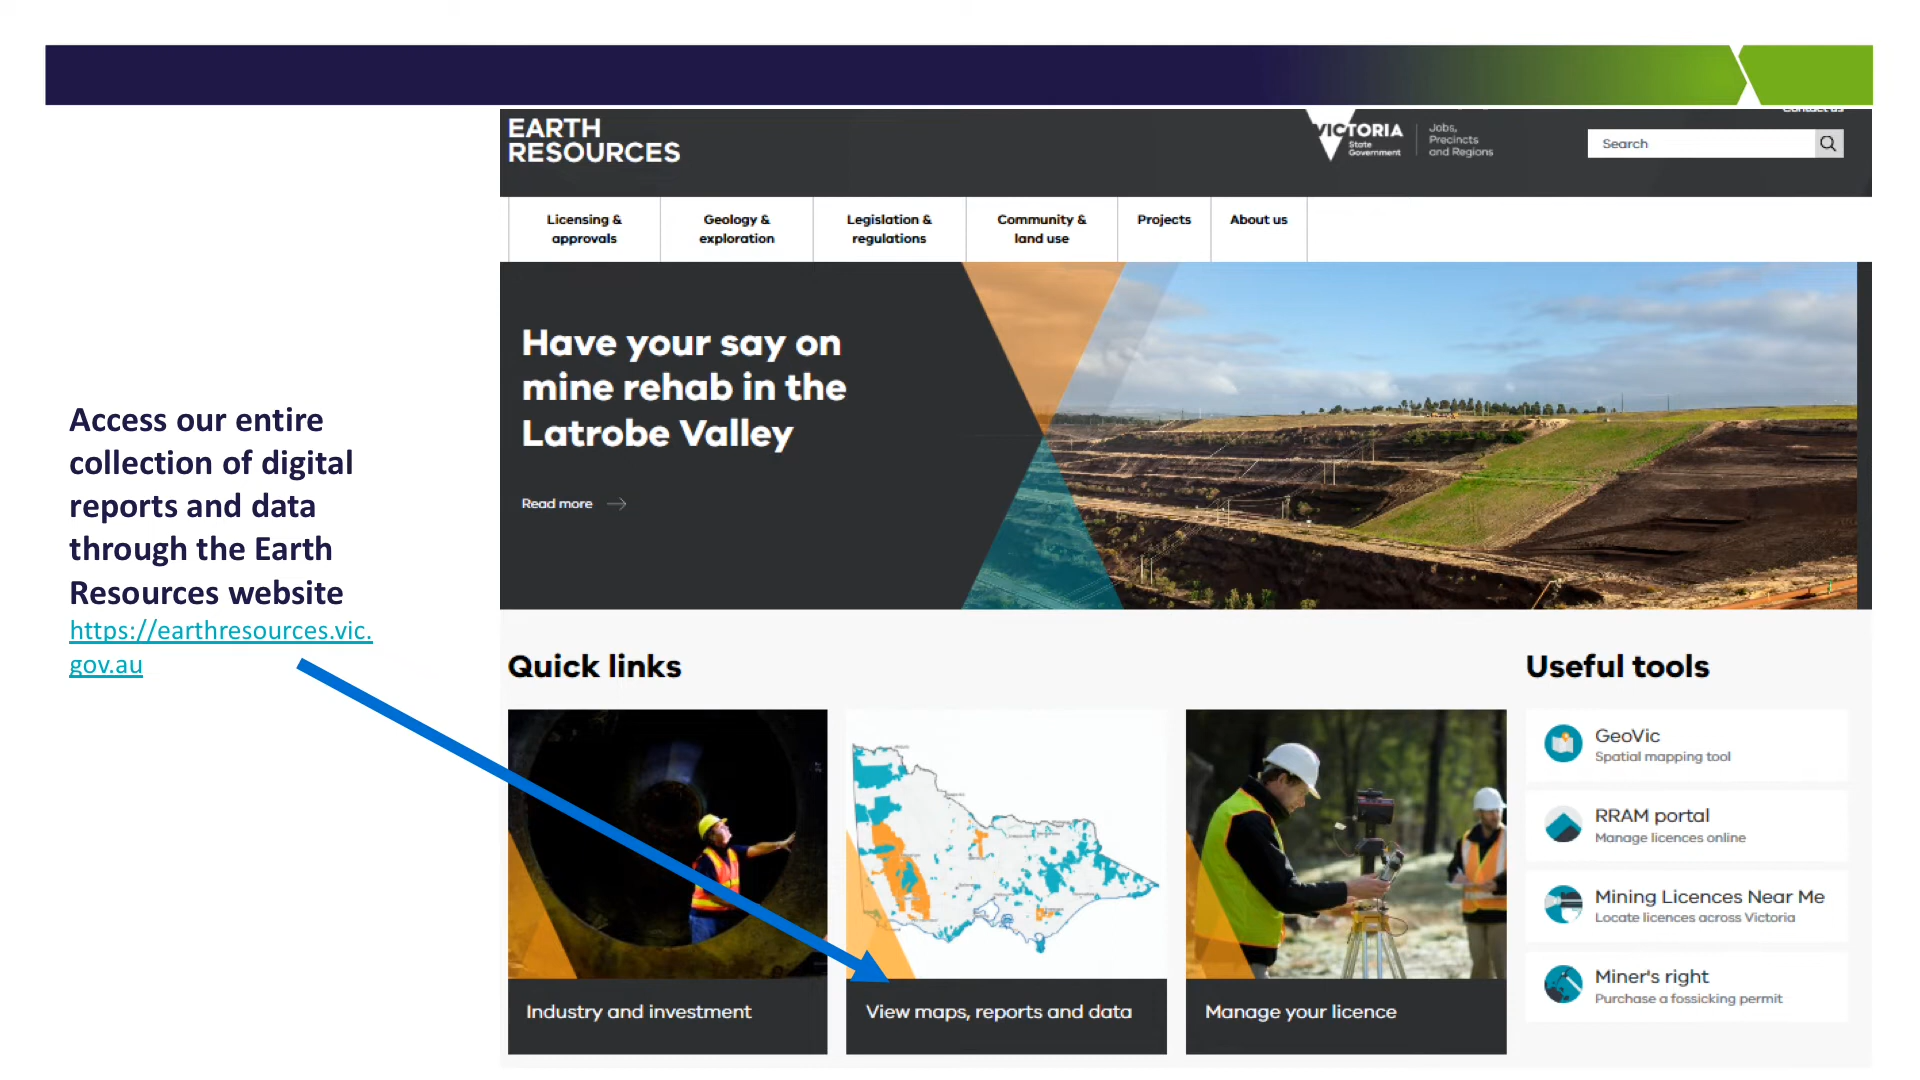 Contact us
EARTH
RESOURCES
VICTORIA
State
Government
Jobs,
Precincts
and Regions
Search
Licensing &
approvals
Geology &
exploration
Legislation &
regulations
Community &
land use
Projects
About us
Have your say on
mine rehab in the
Latrobe Valley
Read more
Access our entire
collection of digital
reports and data
through the Earth
Resources website
https://earthresources.vic.
gov.au
Quick links
Industry and investment
View maps, reports and data
Manage your licence
Useful tools
GeoVic
Spatial mapping tool
RRAM portal
Manage licences online
Mining Licences Near Me
Locate licences across Victoria
Miner's right
Purchase a fossicking permit